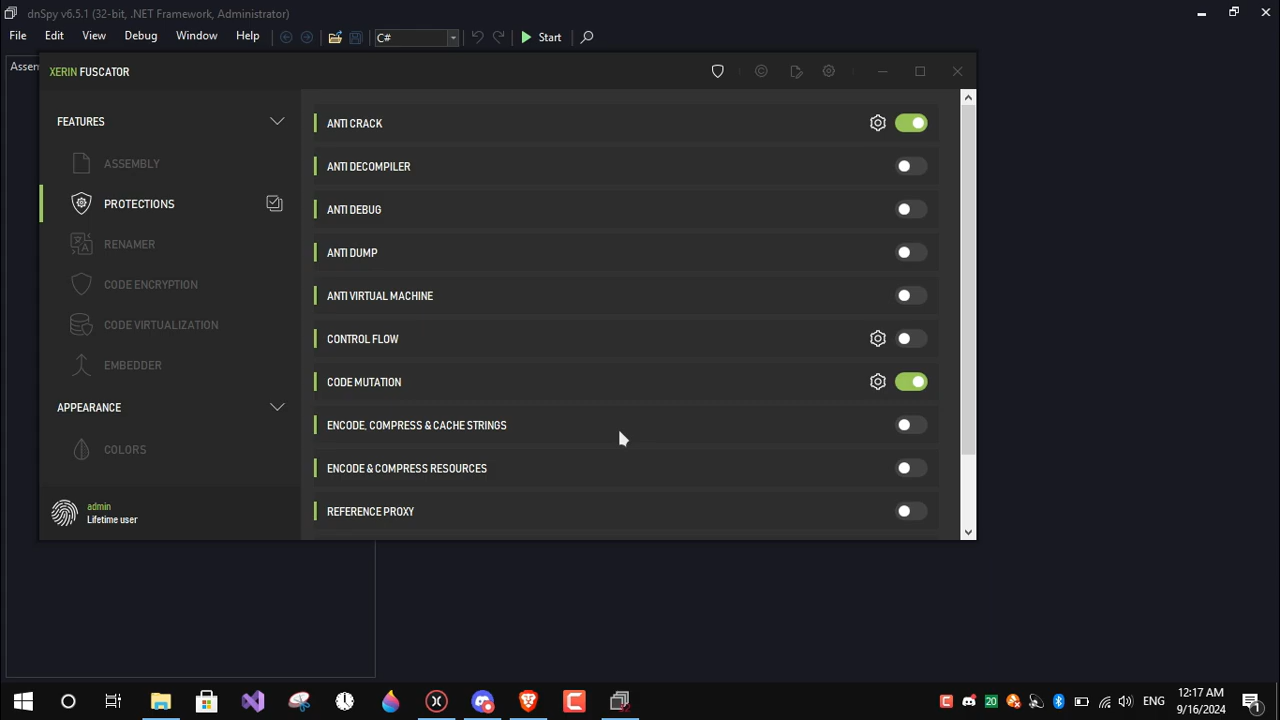 dnSpy v6.5.1 (32-bit, .NET Framework, Administrator)
File Edit View Debug Window Help C# Start
Assem
XERIN FUSCATOR
FEATURES
ASSEMBLY
PROTECTIONS
RENAMER
CODE ENCRYPTION
CODE VIRTUALIZATION
EMBEDDER
APPEARANCE
COLORS
admin
Lifetime user
ANTI CRACK
ANTI DECOMPILER
ANTI DEBUG
ANTI DUMP
ANTI VIRTUAL MACHINE
CONTROL FLOW
CODE MUTATION
ENCODE, COMPRESS & CACHE STRINGS
ENCODE & COMPRESS RESOURCES
REFERENCE PROXY
20 ENG
12:17 AM
9/16/2024
1